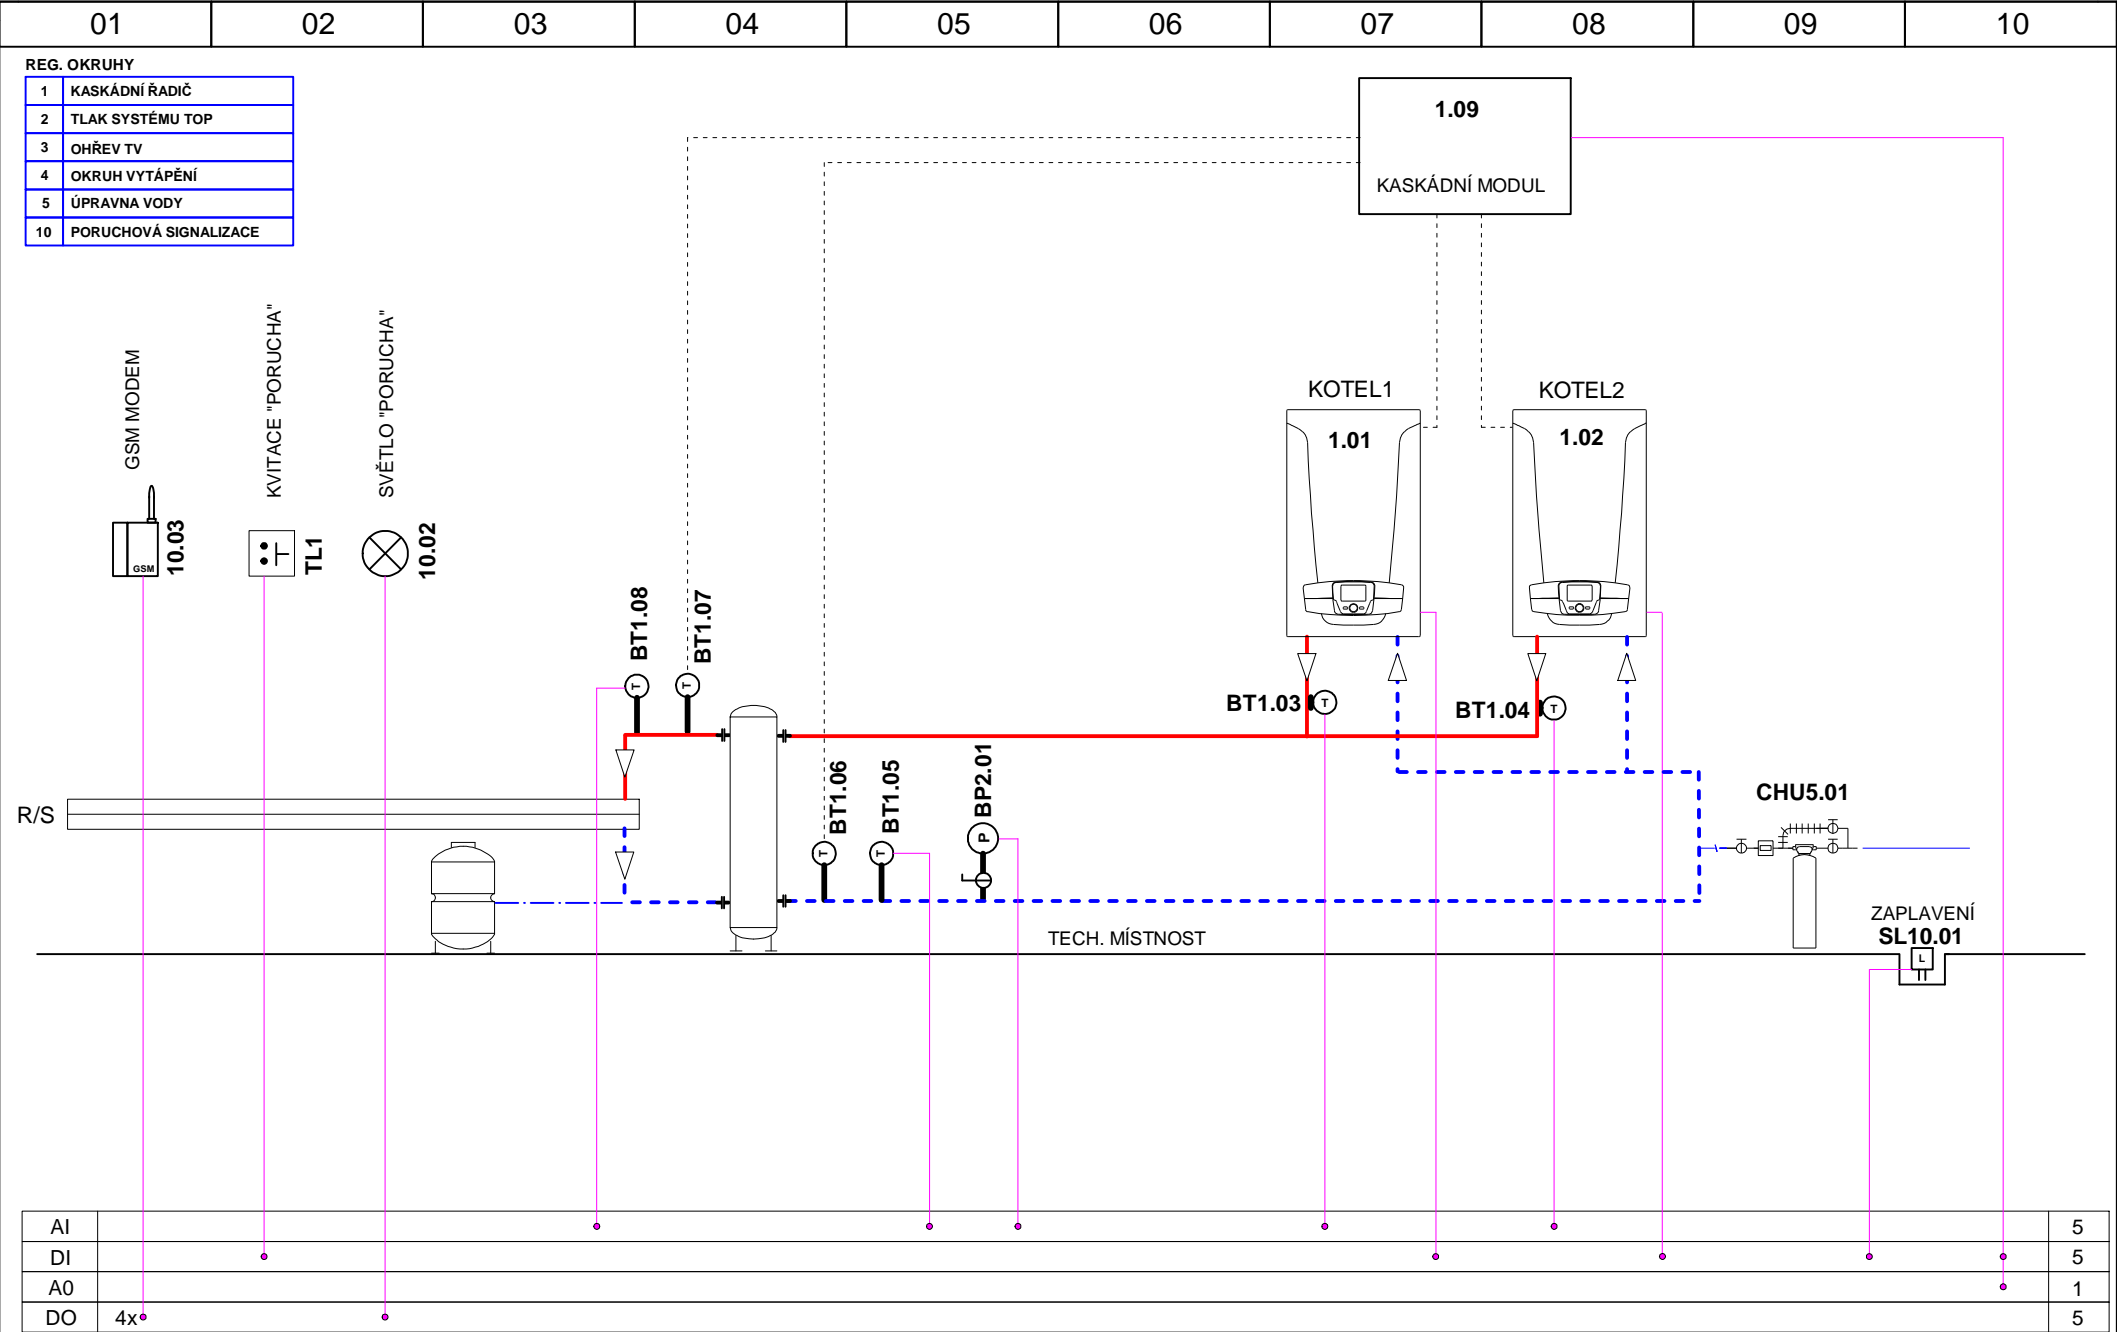 01 02 03 04 05 06 07 08 09 10
REG. OKRUHY
1 KASKÁDNÍ ŘADIČ
2 TLAK SYSTÉMU TOP
3 OHŘEV TV
4 OKRUH VYTÁPĚNÍ
5 ÚPRAVNA VODY
10 PORUCHOVÁ SIGNALIZACE
1.09
KASKÁDNÍ MODUL
GSM MODEM
KVITACE "PORUCHA"
SVĚTLO "PORUCHA"
GSM
10.03
TL1
10.02
KOTEL1
1.01
KOTEL2
1.02
BT1.08
T
BT1.07
T
BT1.03
T
BT1.04
T
R/S
BT1.06
T
BT1.05
T
BP2.01
P
CHU5.01
TECH. MÍSTNOST
ZAPLAVENÍ
SL10.01
L
AI 5
DI 5
A0 1
DO 4x 5